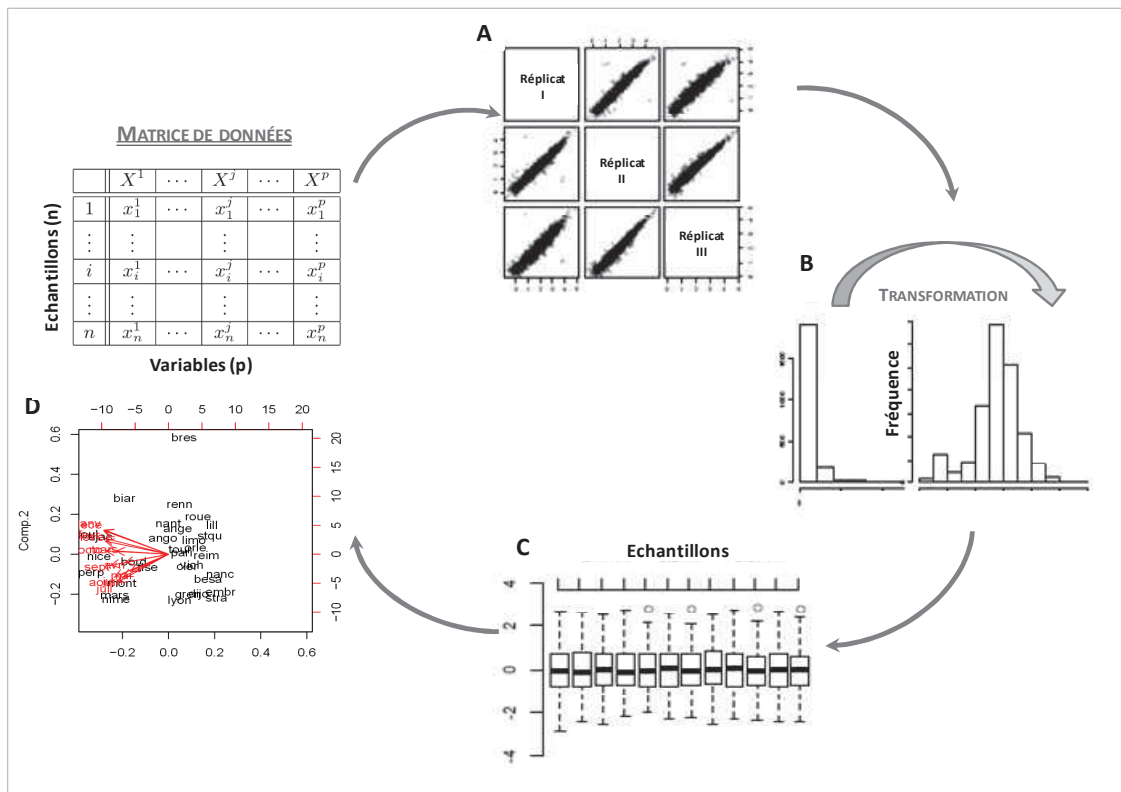 A
Réplicat
I
Réplicat
II
Réplicat
III
MATRICE DE DONNÉES
X^1 ... X^j ... X^p
1 x_1^1 ... x_1^j ... x_1^p
⋮ ⋮ ⋮ ⋮
i x_i^1 ... x_i^j ... x_i^p
⋮ ⋮ ⋮ ⋮
n x_n^1 ... x_n^j ... x_n^p
Echantillons (n)
Variables (p)
B
TRANSFORMATION
Fréquence
C
Echantillons
4
2
0
-2
-4
D
−10 −5 0 5 10 15 20
0.6
0.4
0.2
0.0
−0.2
Comp.2
20
15
10
5
0
−5
−10
−0.2 0.0 0.2 0.4 0.6
bres
biar
renn
roue
nant
lill
ange
stqu
ango
limo
reim
nice
bord
vich
perp
nanc
besa
mont
embr
mars
nime
lyon
stra
sept